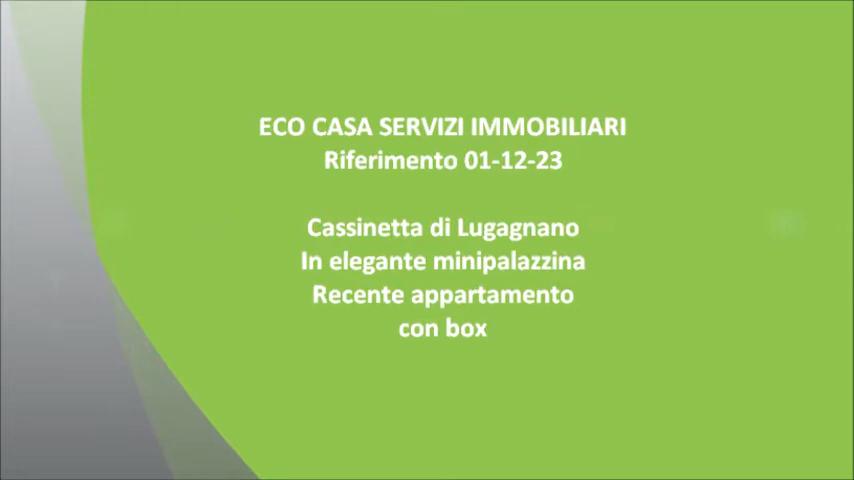 ECO CASA SERVIZI IMMOBILIARI
Riferimento 01-12-23
Cassinetta di Lugagnano
In elegante minipalazzina
Recente appartamento
con box